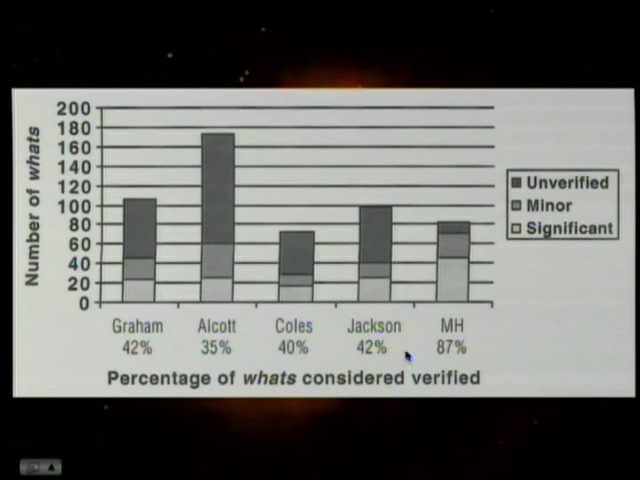 200
180
160
140
120
100
80
60
40
20
0
Number of whats
Unverified
Minor
Significant
Graham Alcott Coles Jackson MH
42% 35% 40% 42% 87%
Percentage of whats considered verified